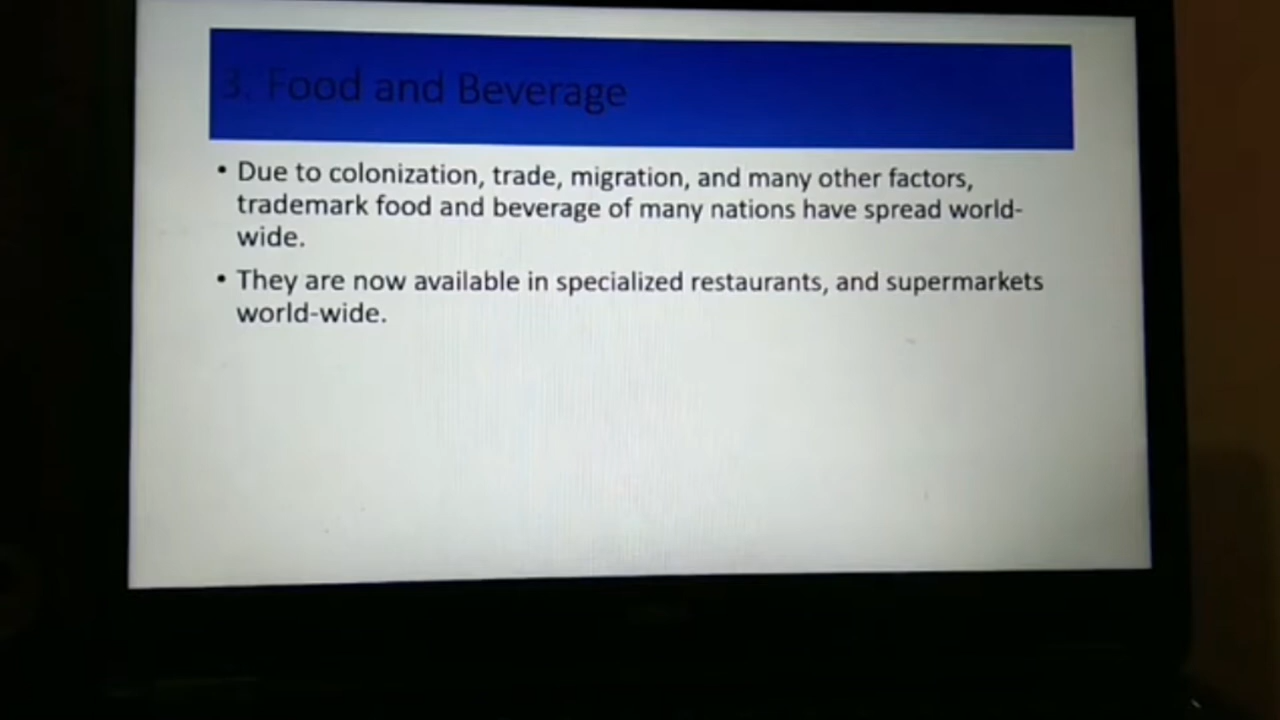 3. Food and Beverage
• Due to colonization, trade, migration, and many other factors,
trademark food and beverage of many nations have spread world-
wide.
• They are now available in specialized restaurants, and supermarkets
world-wide.